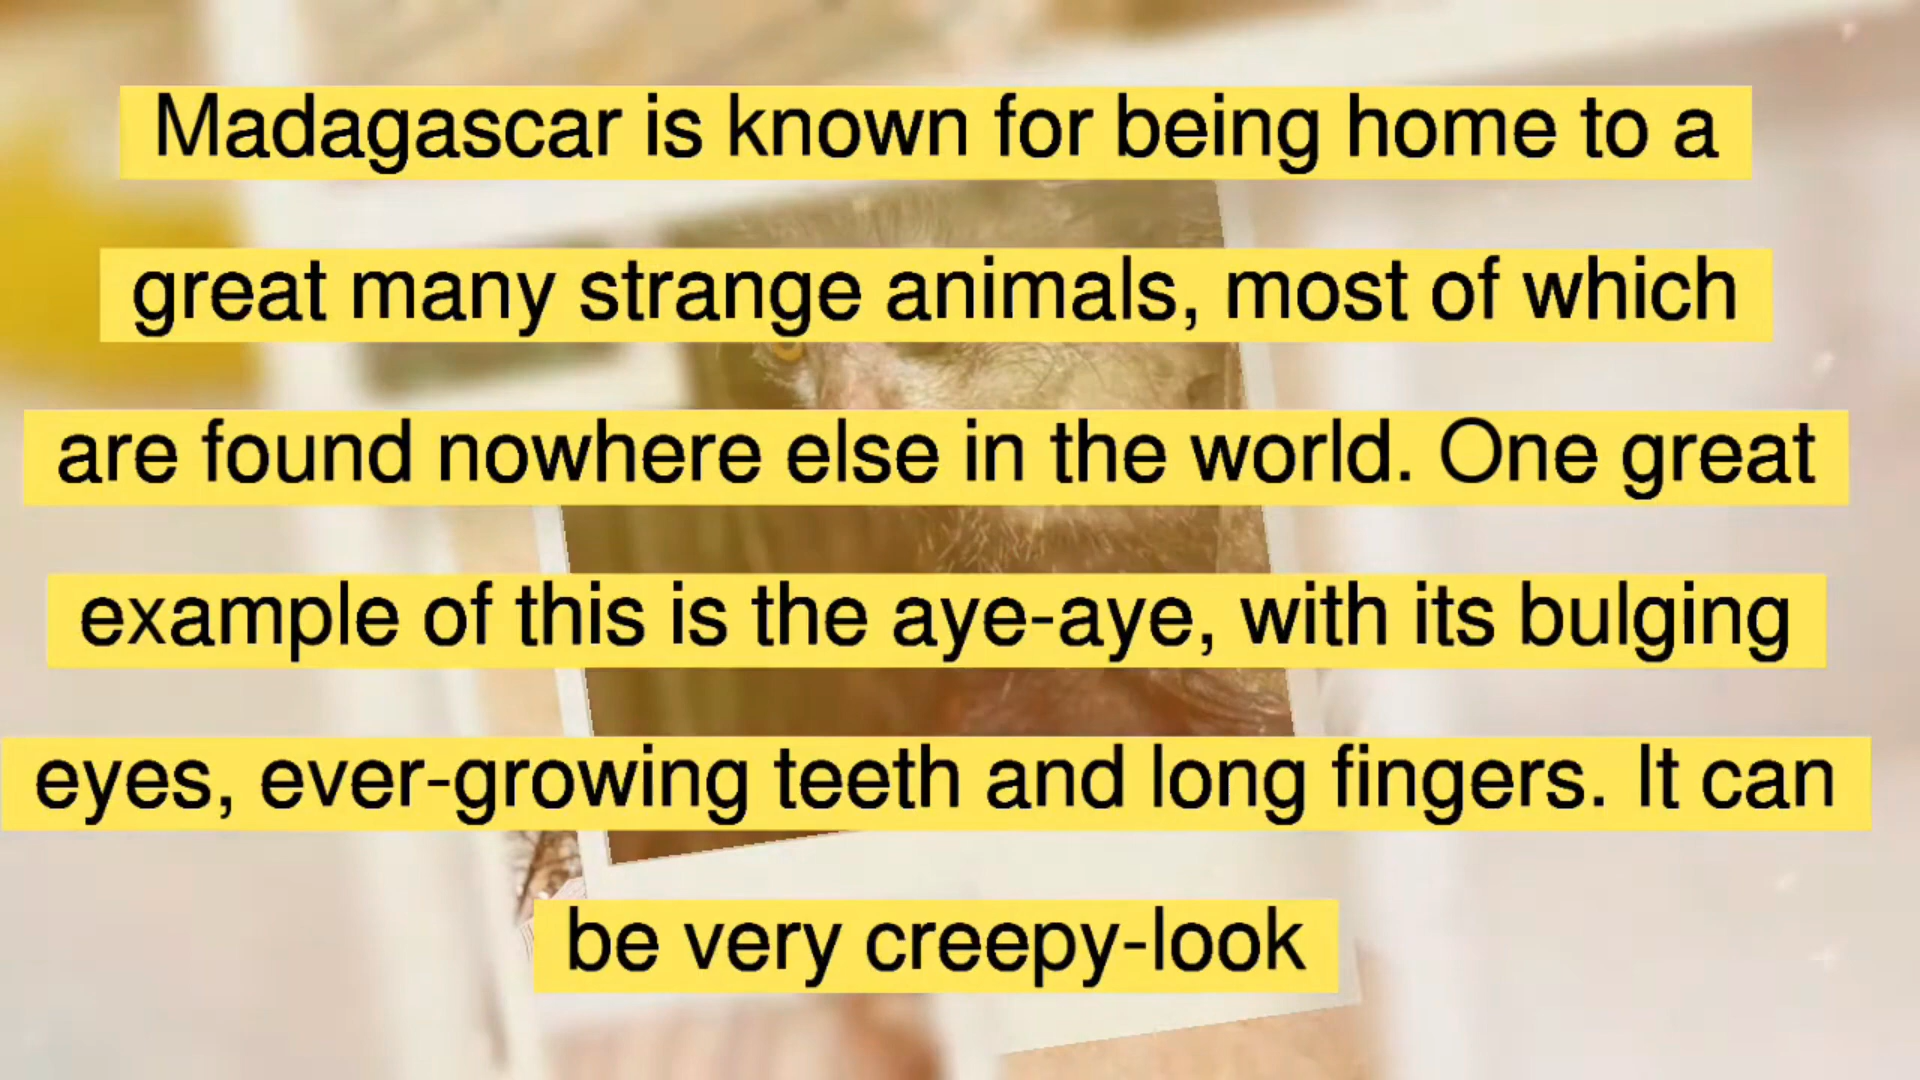 Madagascar is known for being home to a
great many strange animals, most of which
are found nowhere else in the world. One great
example of this is the aye-aye, with its bulging
eyes, ever-growing teeth and long fingers. It can
be very creepy-look